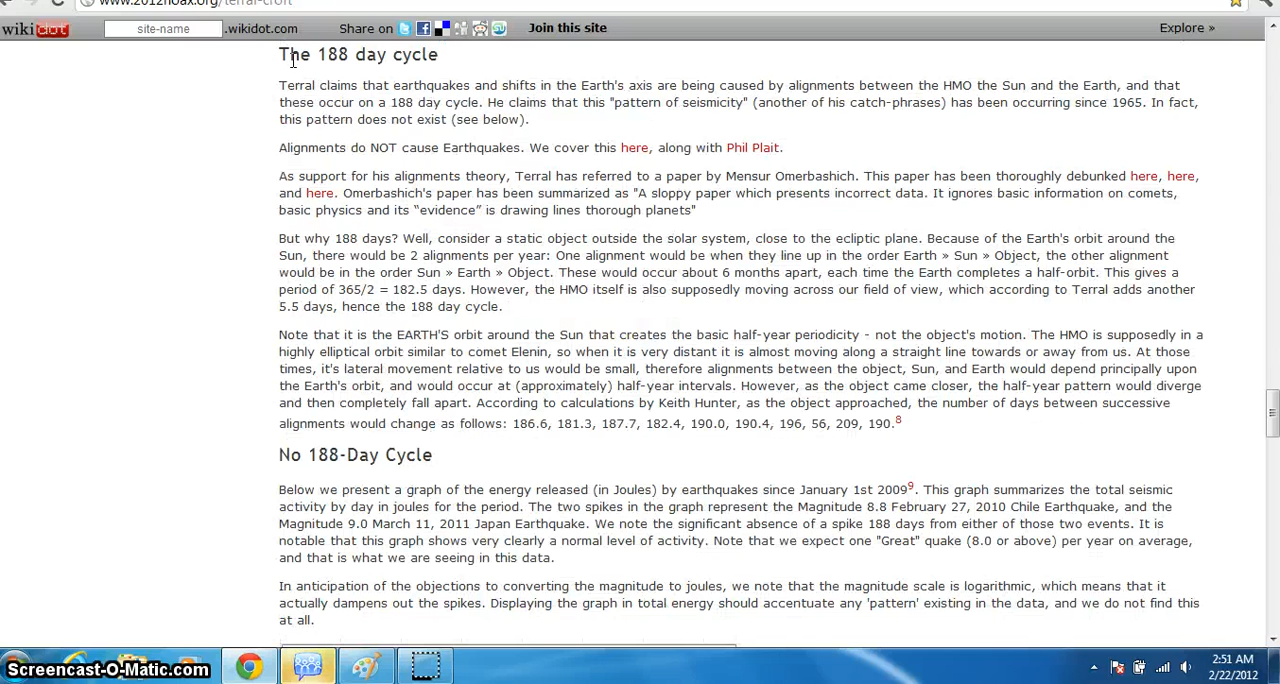 www.2012hoax.org/terral-croft
wikidot site-name .wikidot.com Share on Join this site Explore »
The 188 day cycle
Terral claims that earthquakes and shifts in the Earth's axis are being caused by alignments between the HMO the Sun and the Earth, and that
these occur on a 188 day cycle. He claims that this "pattern of seismicity" (another of his catch-phrases) has been occurring since 1965. In fact,
this pattern does not exist (see below).
Alignments do NOT cause Earthquakes. We cover this here, along with Phil Plait.
As support for his alignments theory, Terral has referred to a paper by Mensur Omerbashich. This paper has been thoroughly debunked here, here,
and here. Omerbashich's paper has been summarized as "A sloppy paper which presents incorrect data. It ignores basic information on comets,
basic physics and its “evidence” is drawing lines thorough planets"
But why 188 days? Well, consider a static object outside the solar system, close to the ecliptic plane. Because of the Earth's orbit around the
Sun, there would be 2 alignments per year: One alignment would be when they line up in the order Earth » Sun » Object, the other alignment
would be in the order Sun » Earth » Object. These would occur about 6 months apart, each time the Earth completes a half-orbit. This gives a
period of 365/2 = 182.5 days. However, the HMO itself is also supposedly moving across our field of view, which according to Terral adds another
5.5 days, hence the 188 day cycle.
Note that it is the EARTH'S orbit around the Sun that creates the basic half-year periodicity - not the object's motion. The HMO is supposedly in a
highly elliptical orbit similar to comet Elenin, so when it is very distant it is almost moving along a straight line towards or away from us. At those
times, it's lateral movement relative to us would be small, therefore alignments between the object, Sun, and Earth would depend principally upon
the Earth's orbit, and would occur at (approximately) half-year intervals. However, as the object came closer, the half-year pattern would diverge
and then completely fall apart. According to calculations by Keith Hunter, as the object approached, the number of days between successive
alignments would change as follows: 186.6, 181.3, 187.7, 182.4, 190.0, 190.4, 196, 56, 209, 190.8
No 188-Day Cycle
Below we present a graph of the energy released (in Joules) by earthquakes since January 1st 20099. This graph summarizes the total seismic
activity by day in joules for the period. The two spikes in the graph represent the Magnitude 8.8 February 27, 2010 Chile Earthquake, and the
Magnitude 9.0 March 11, 2011 Japan Earthquake. We note the significant absence of a spike 188 days from either of those two events. It is
notable that this graph shows very clearly a normal level of activity. Note that we expect one "Great" quake (8.0 or above) per year on average,
and that is what we are seeing in this data.
In anticipation of the objections to converting the magnitude to joules, we note that the magnitude scale is logarithmic, which means that it
actually dampens out the spikes. Displaying the graph in total energy should accentuate any 'pattern' existing in the data, and we do not find this
at all.
Screencast-O-Matic.com
2:51 AM
2/22/2012